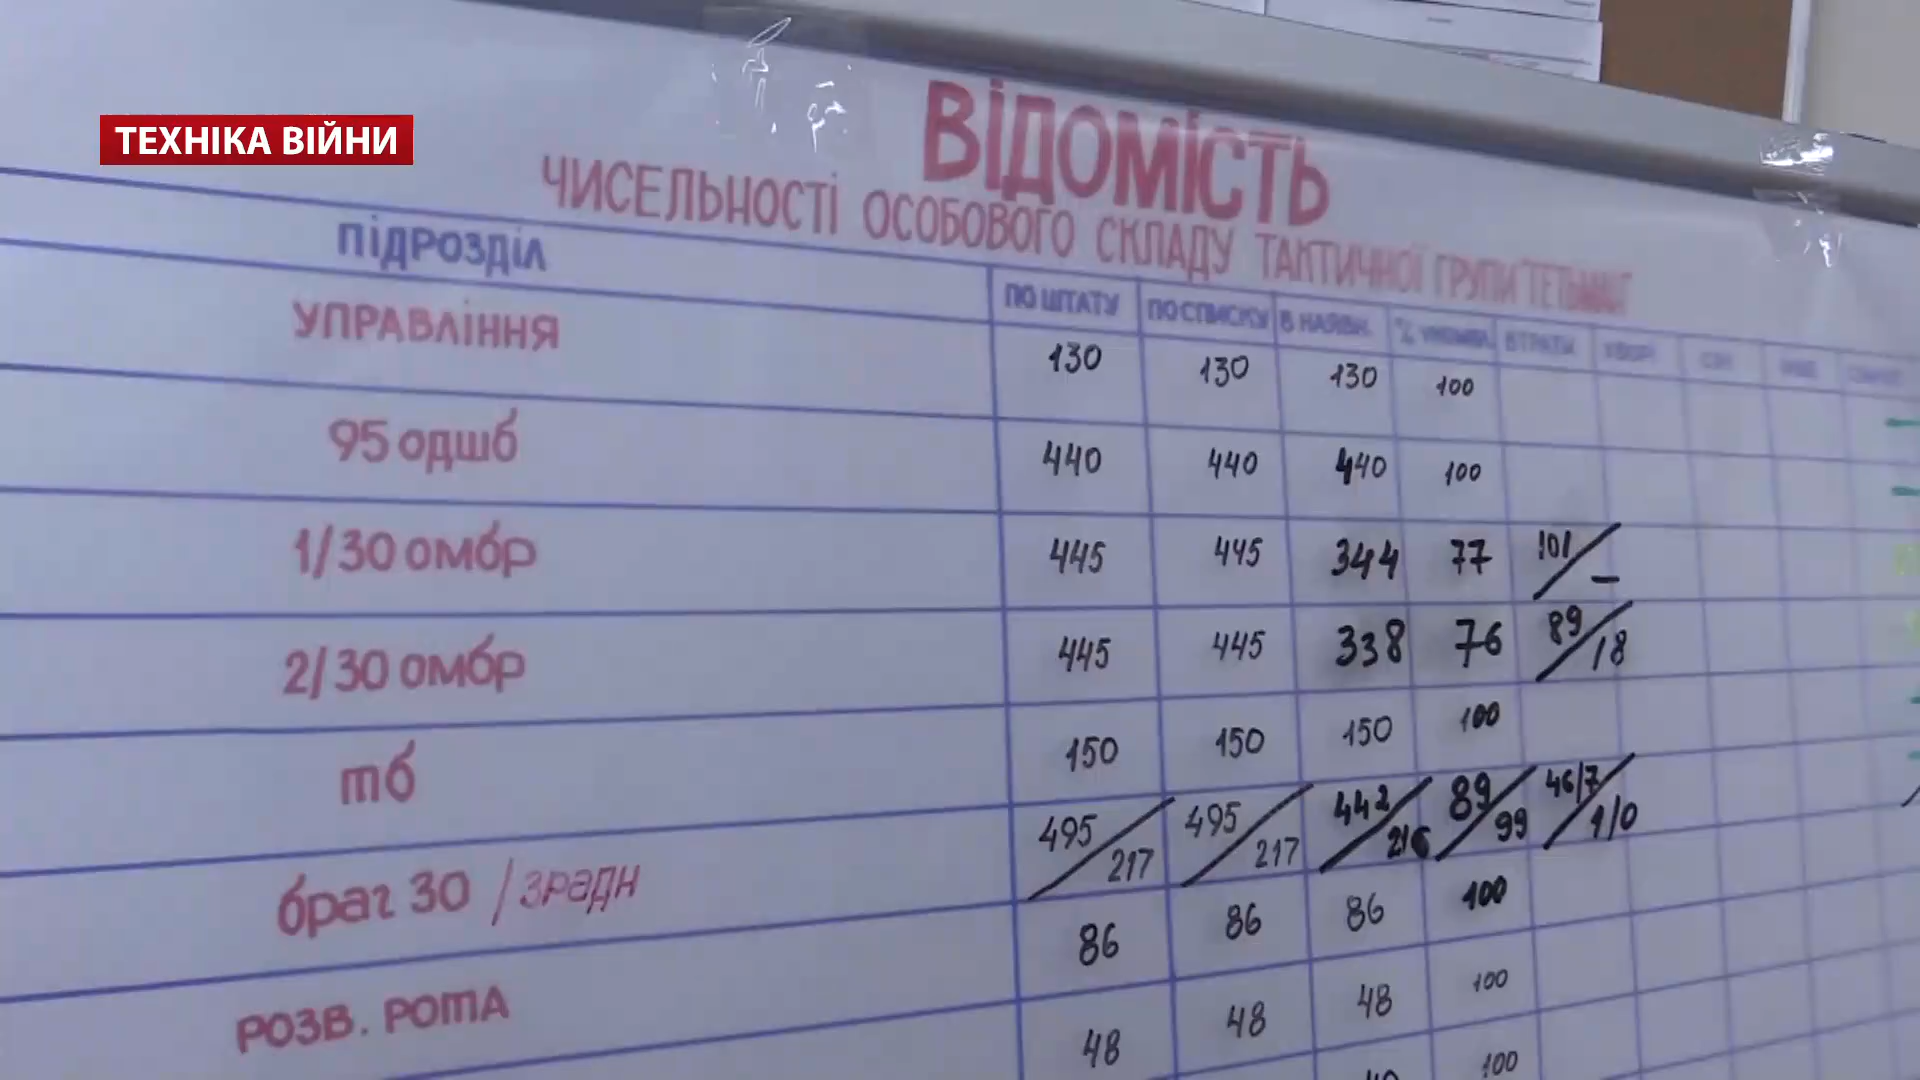 ТЕХНІКА ВІЙНИ
ВІДОМІСТЬ
ЧИСЕЛЬНОСТІ ОСОБОВОГО СКЛАДУ ТАКТИЧНОЇ ГРУПИ
ПІДРОЗДІЛ ПО ШТАТУ ПО СПИСКУ В НАЯВН. ВТРАТИ
УПРАВЛІННЯ 130 130 130 100
95 одшб 440 440 440 100
1/30 омбр 445 445 344 77 101/–
2/30 омбр 445 445 338 76 89/18
тб 150 150 150 100
браг 30 /зрадн 495/217 495/217 442/216 89/99 46/7/1/0
РОЗВ. РОТА 86 86 86 100
48 48 48 100
100